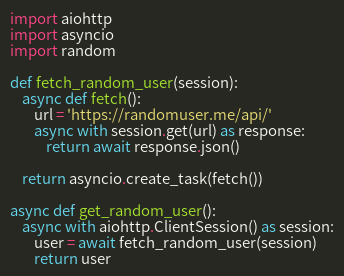 import aiohttp
import asyncio
import random

def fetch_random_user(session):
    async def fetch():
        url = 'https://randomuser.me/api/'
        async with session.get(url) as response:
            return await response.json()

    return asyncio.create_task(fetch())

async def get_random_user():
    async with aiohttp.ClientSession() as session:
        user = await fetch_random_user(session)
        return user